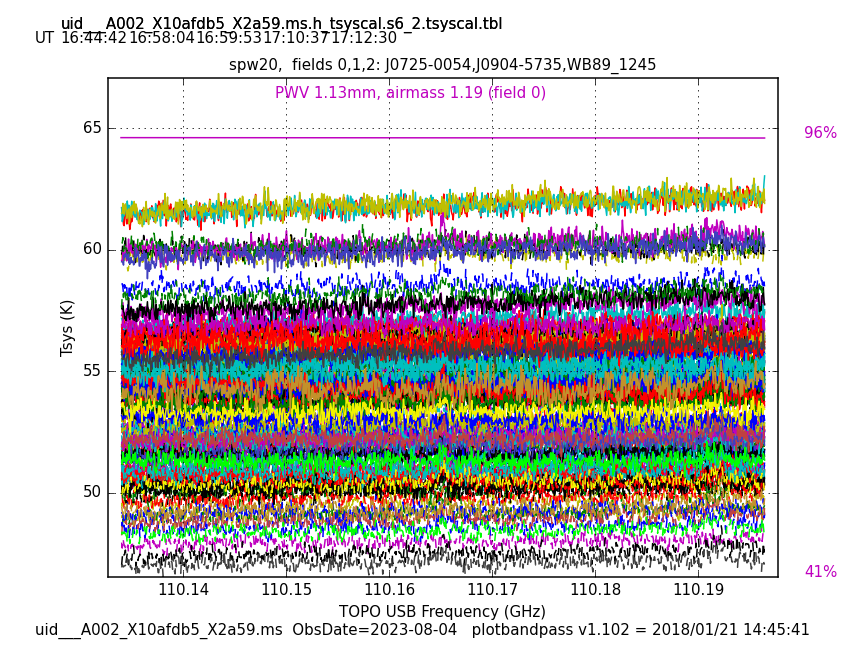 uid___A002_X10afdb5_X2a59.ms.h_tsyscal.s6_2.tsyscal.tbl
UT 16:44:42 16:58:04 16:59:53 17:10:37 17:12:30
spw20,  fields 0,1,2: J0725-0054,J0904-5735,WB89_1245
PWV 1.13mm, airmass 1.19 (field 0)
96%
65
60
55
50
Tsys (K)
41%
110.14 110.15 110.16 110.17 110.18 110.19
TOPO USB Frequency (GHz)
uid___A002_X10afdb5_X2a59.ms  ObsDate=2023-08-04   plotbandpass v1.102 = 2018/01/21 14:45:41